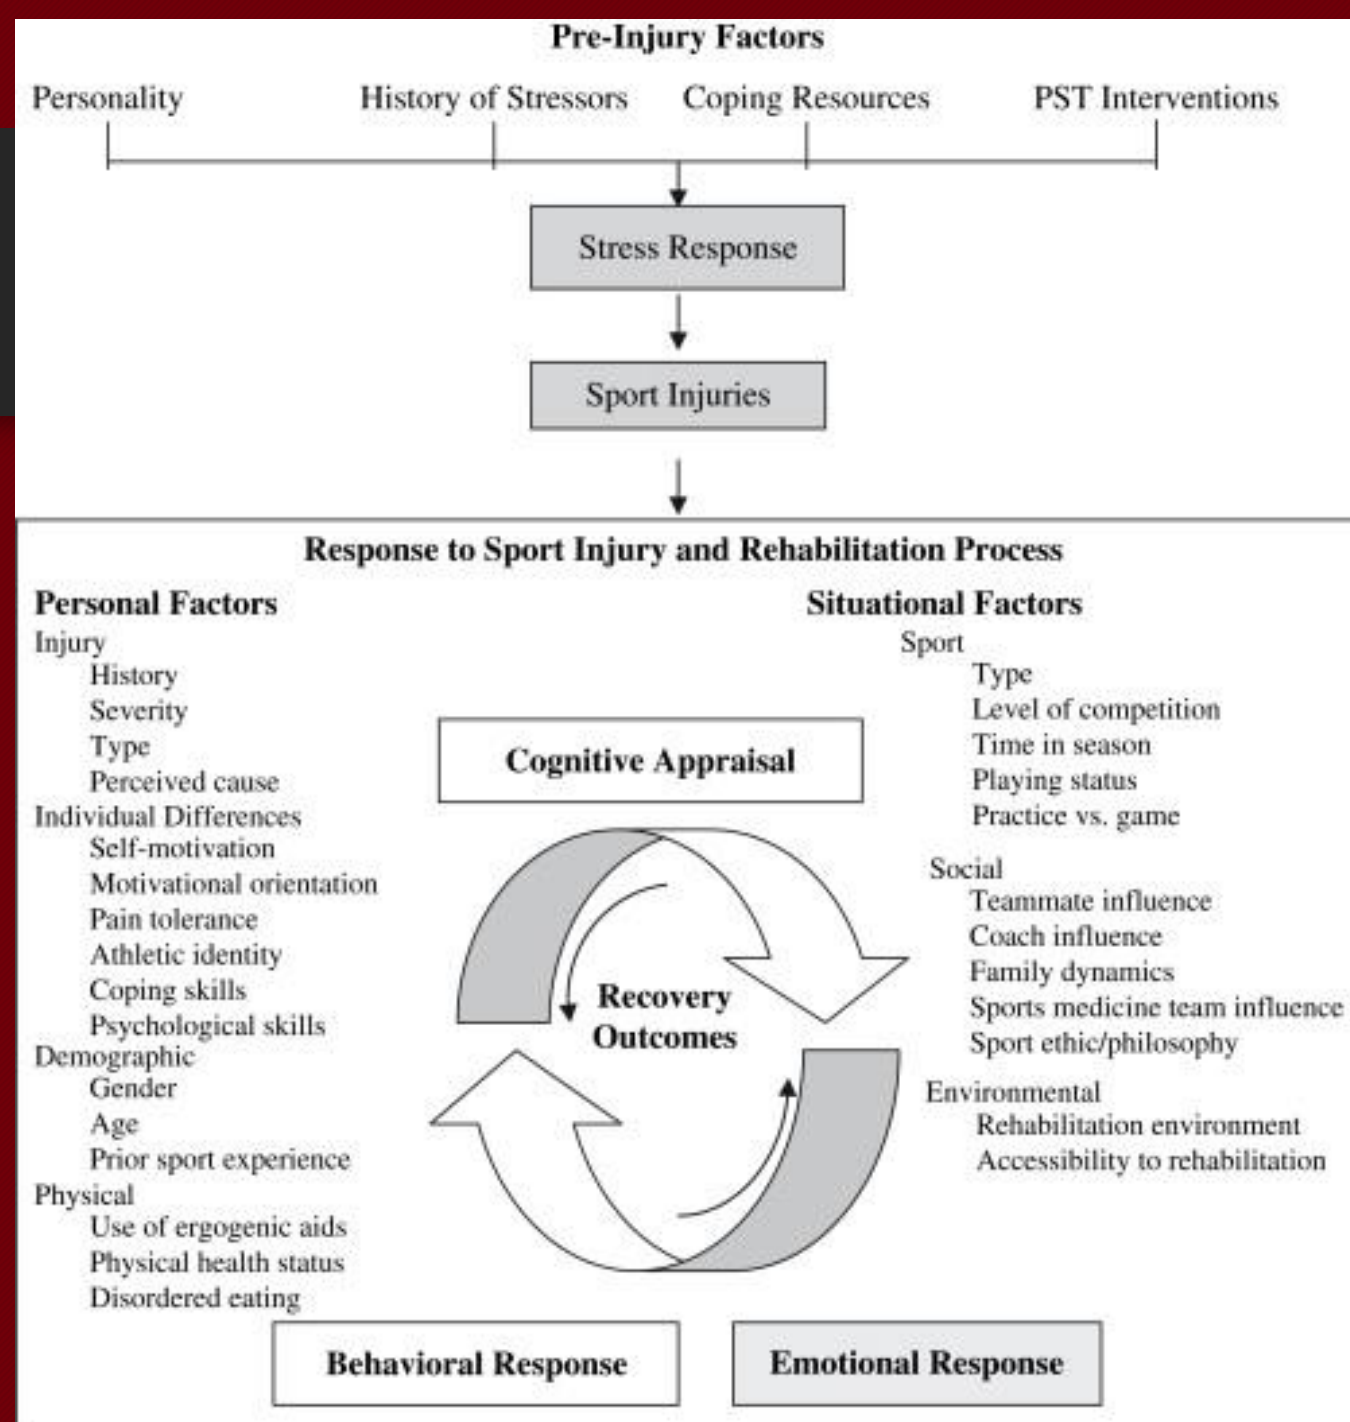 Pre-Injury Factors
Personality
History of Stressors
Coping Resources
PST Interventions
Stress Response
Sport Injuries
Response to Sport Injury and Rehabilitation Process
Personal Factors
Injury
History
Severity
Type
Perceived cause
Individual Differences
Self-motivation
Motivational orientation
Pain tolerance
Athletic identity
Coping skills
Psychological skills
Demographic
Gender
Age
Prior sport experience
Physical
Use of ergogenic aids
Physical health status
Disordered eating
Cognitive Appraisal
Recovery
Outcomes
Situational Factors
Sport
Type
Level of competition
Time in season
Playing status
Practice vs. game
Social
Teammate influence
Coach influence
Family dynamics
Sports medicine team influence
Sport ethic/philosophy
Environmental
Rehabilitation environment
Accessibility to rehabilitation
Behavioral Response
Emotional Response